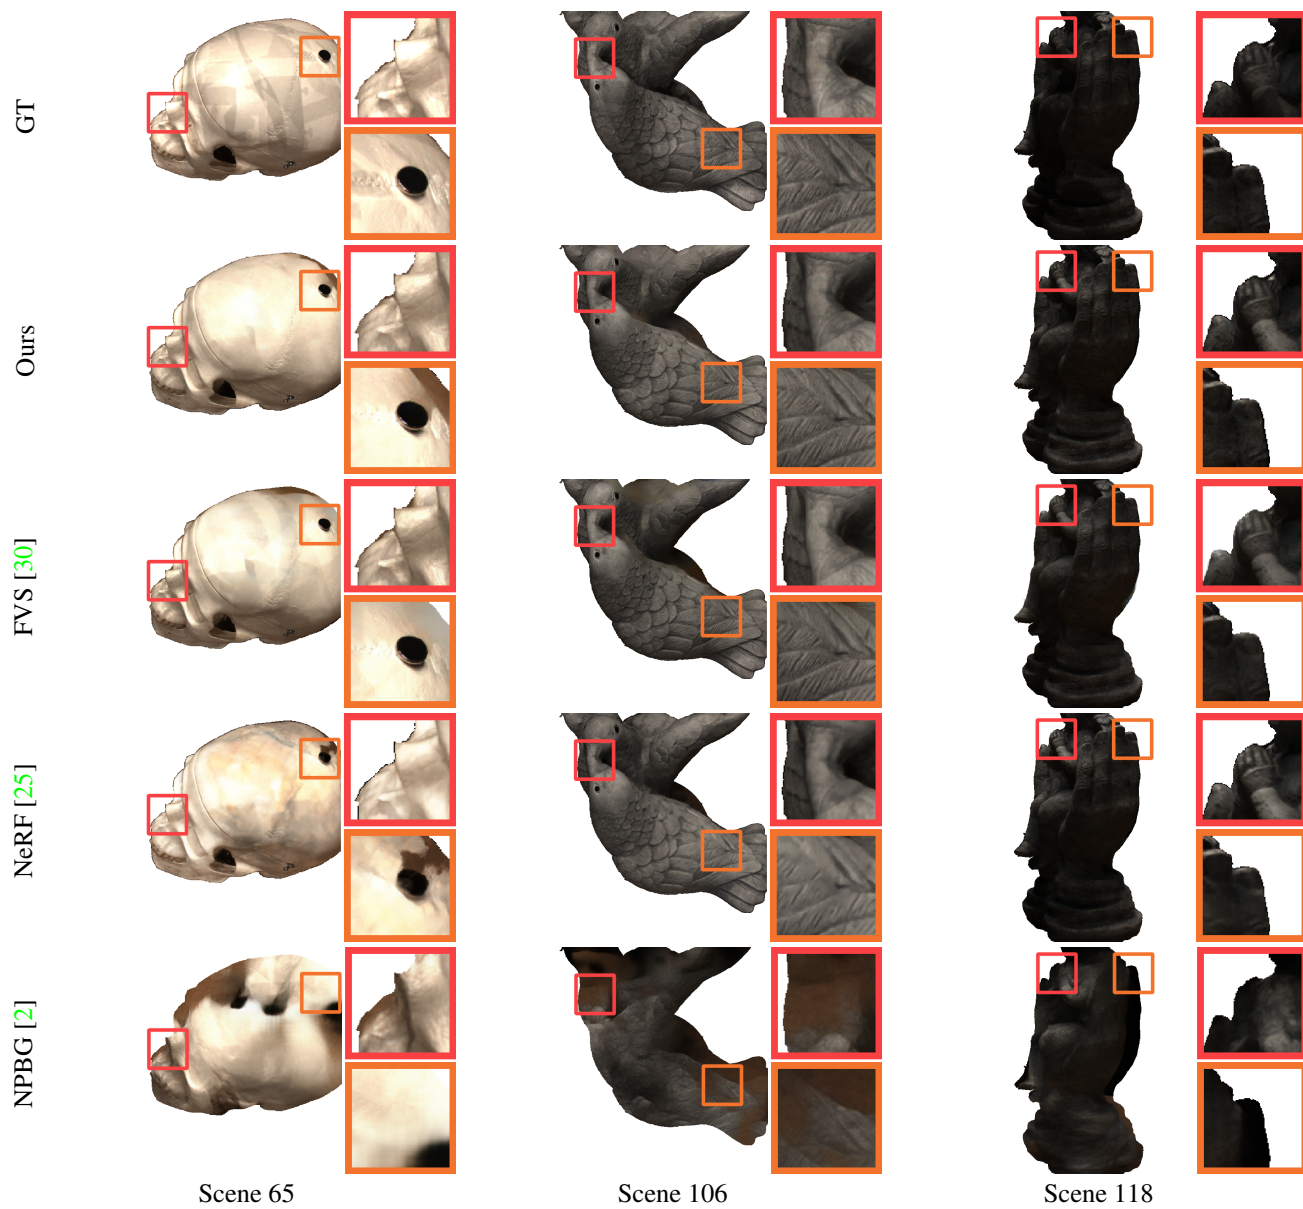 GT
Ours
FVS [30]
NeRF [25]
NPBG [2]
Scene 65
Scene 106
Scene 118